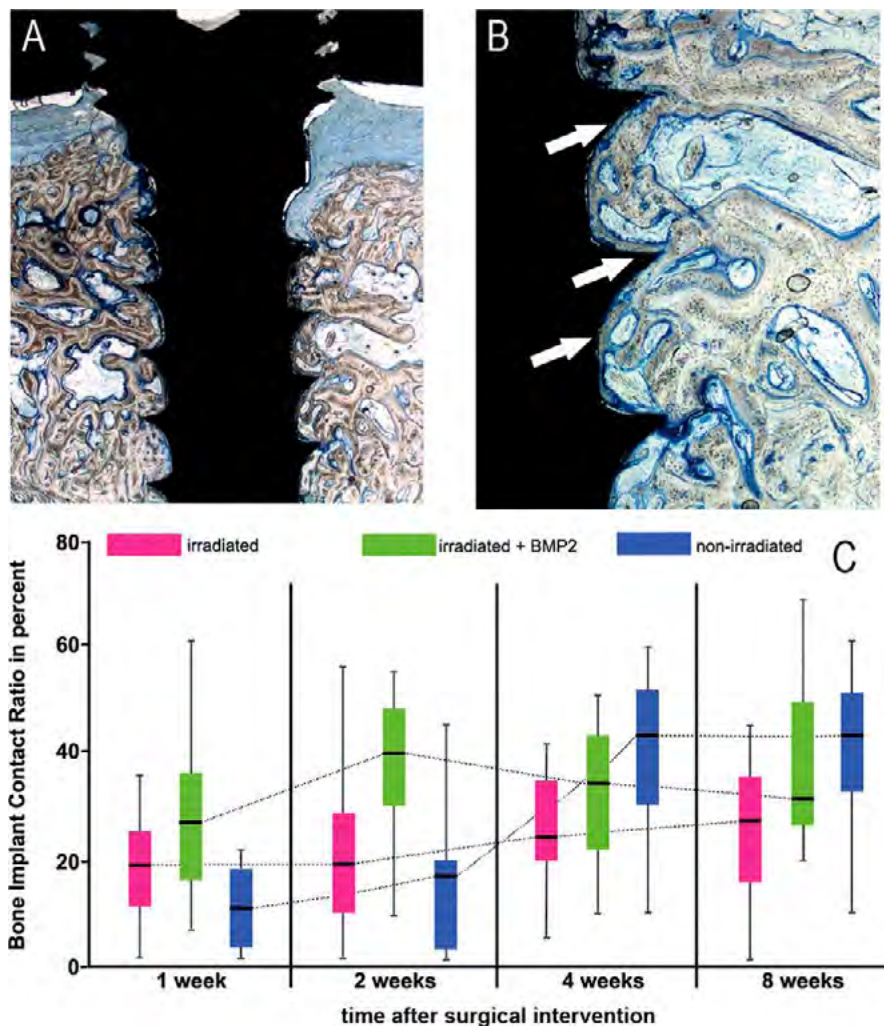 A
B
80
irradiated
irradiated + BMP2
non-irradiated
C
Bone Implant Contact Ratio in percent
60
40
20
0
1 week
2 weeks
4 weeks
8 weeks
time after surgical intervention